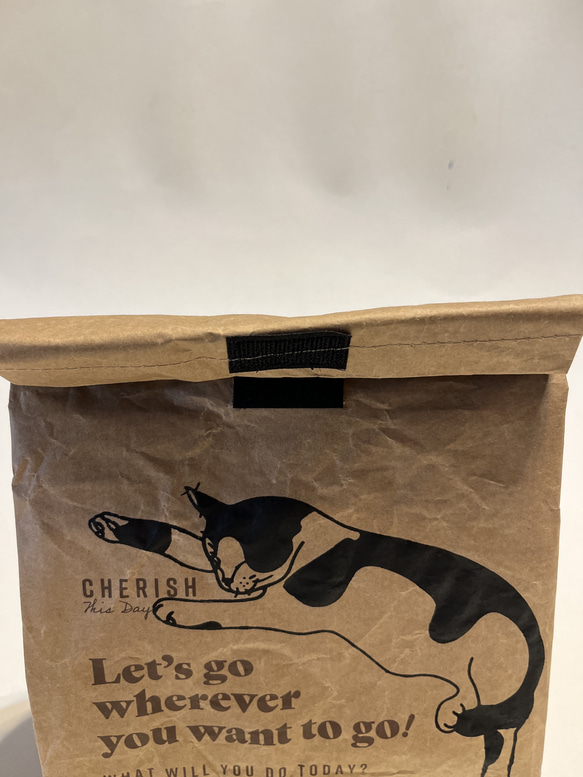 CHERISH
This Day
Let's go
wherever
you want to go!
WHAT WILL YOU DO TODAY?